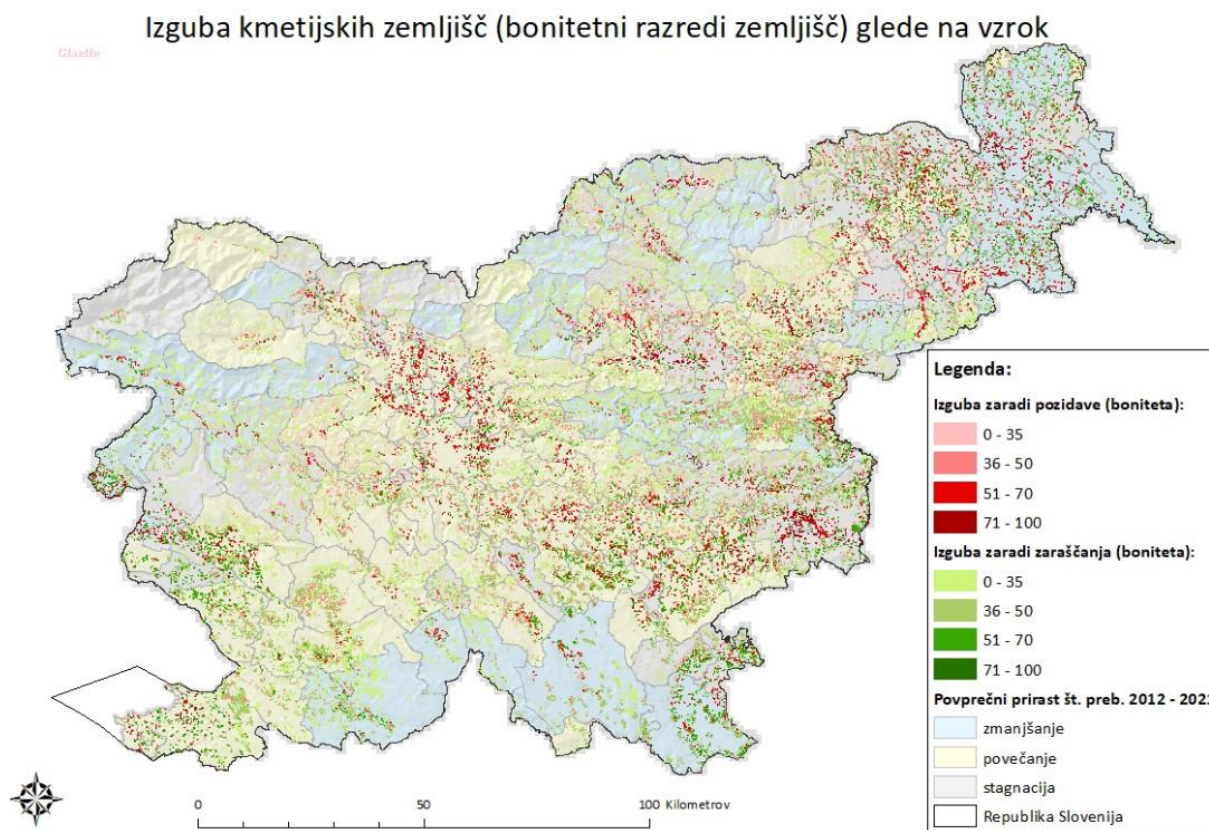 Izguba kmetijskih zemljišč (bonitetni razredi zemljišč) glede na vzrok
Giselle
Legenda:
Izguba zaradi pozidave (boniteta):
0 - 35
36 - 50
51 - 70
71 - 100
Izguba zaradi zaraščanja (boniteta):
0 - 35
36 - 50
51 - 70
71 - 100
Povprečni prirast št. preb. 2012 - 2021
zmanjšanje
povečanje
stagnacija
Republika Slovenija
0 50 100 Kilometrov